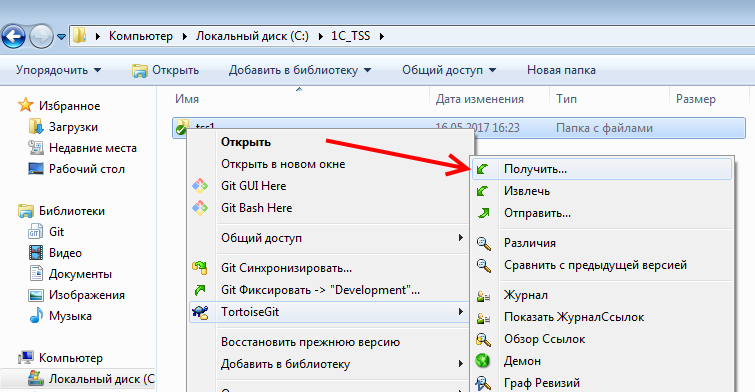 Компьютер ▸ Локальный диск (C:) ▸ 1C_TSS ▸
Упорядочить Открыть Добавить в библиотеку Общий доступ Новая папка
Имя Дата изменения Тип Размер
Избранное
Загрузки
Недавние места
Рабочий стол
Библиотеки
Git
Видео
Документы
Изображения
Музыка
Компьютер
Локальный диск (C
tss1 16.05.2017 16:23 Папка с файлами
Открыть
Открыть в новом окне
Git GUI Here
Git Bash Here
Общий доступ
Git Синхронизировать...
Git Фиксировать -> "Development"...
TortoiseGit
Восстановить прежнюю версию
Добавить в библиотеку
Получить...
Извлечь
Отправить...
Различия
Сравнить с предыдущей версией
Журнал
Показать ЖурналСсылок
Обзор Ссылок
Демон
Граф Ревизий